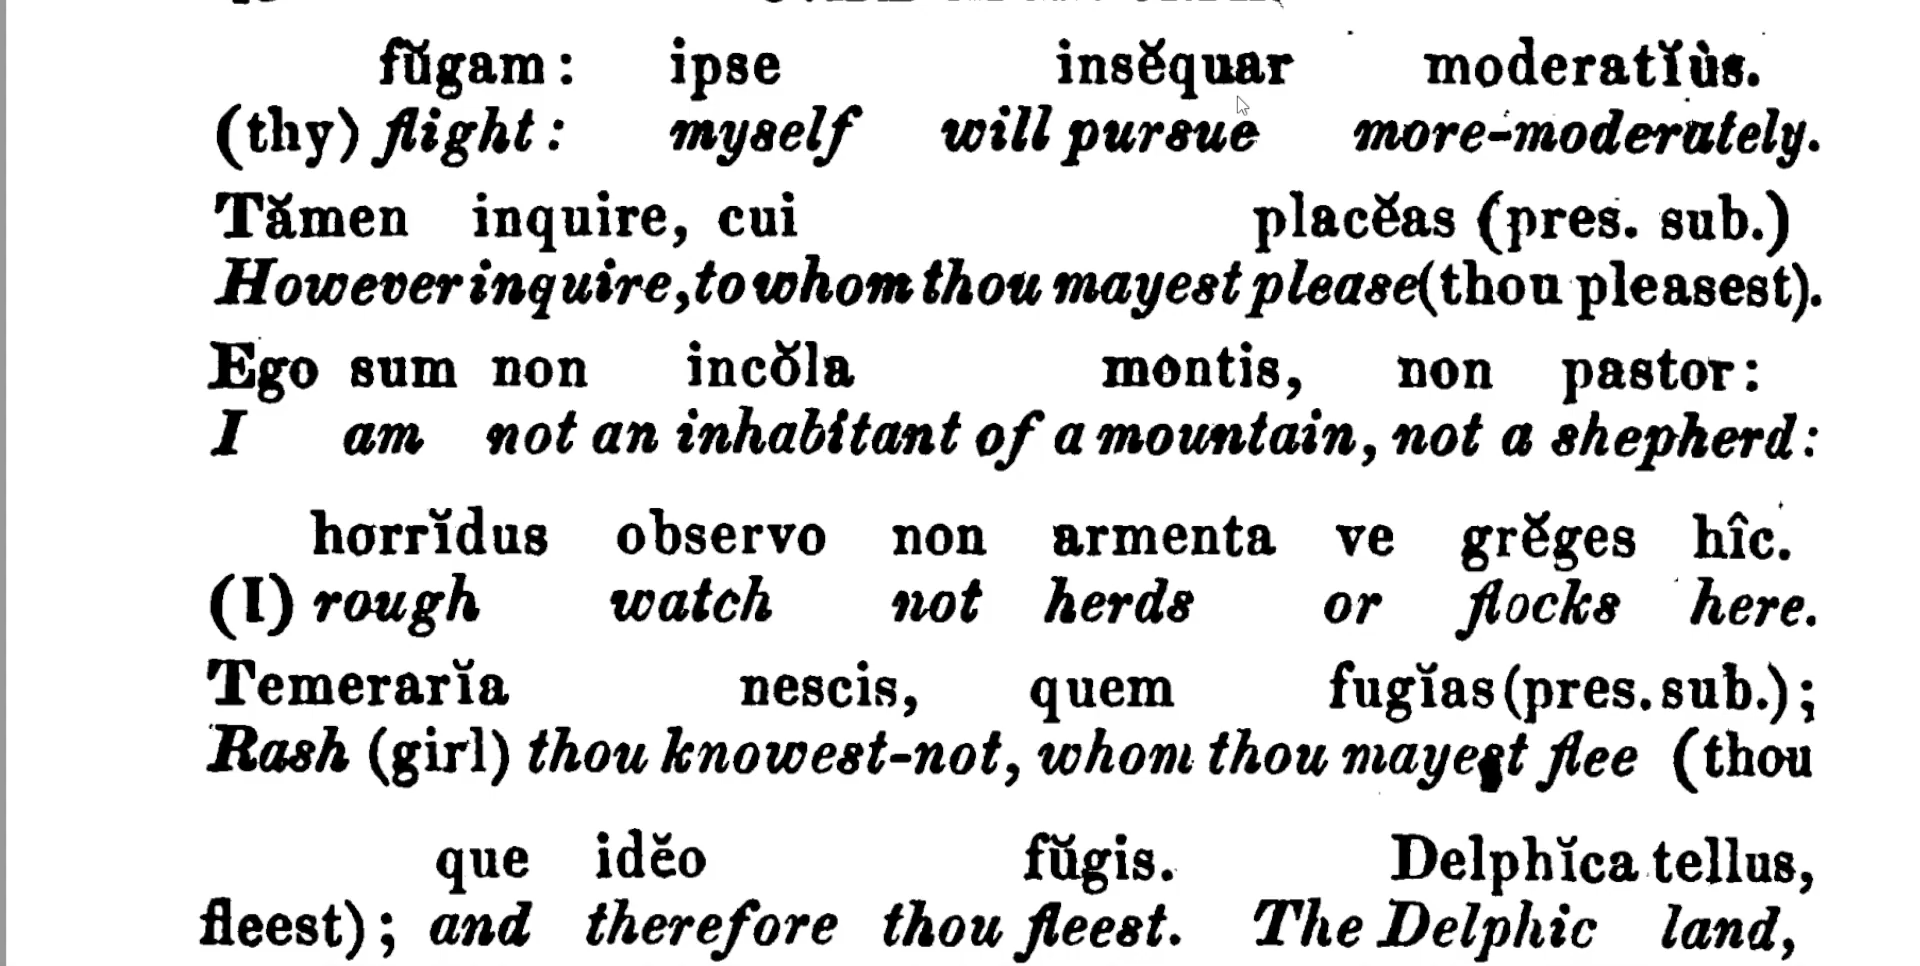 fŭgam: ipse insĕquar moderatĭùs.
(thy) flight: myself will pursue more-moderately.
Tămen inquire, cui placĕas (pres. sub.)
However inquire, to whom thou mayest please (thou pleasest).
Ego sum non incŏla montis, non pastor:
I am not an inhabitant of a mountain, not a shepherd:
horrĭdus observo non armenta ve grĕges hîc.
(I) rough watch not herds or flocks here.
Temerarĭa nescis, quem fugĭas (pres. sub.);
Rash (girl) thou knowest-not, whom thou mayest flee (thou
que idĕo fŭgis. Delphĭca tellus,
fleest); and therefore thou fleest. The Delphic land,